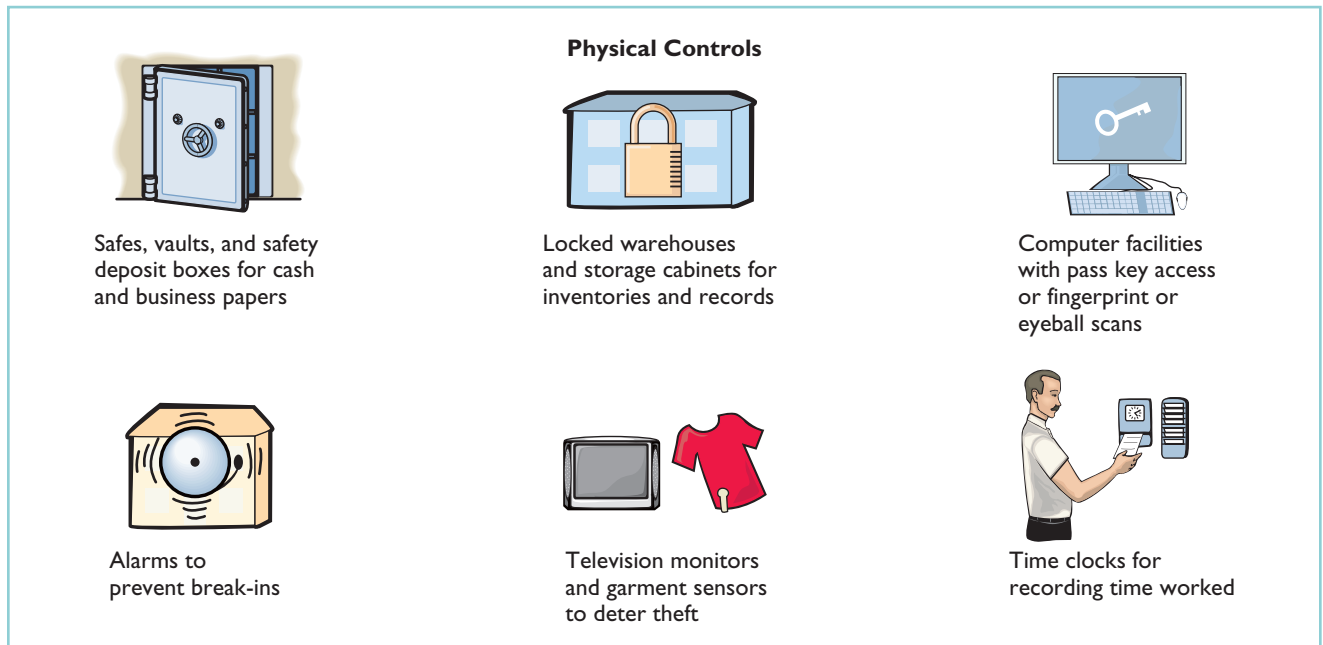 Physical Controls
Safes, vaults, and safety
deposit boxes for cash
and business papers
Locked warehouses
and storage cabinets for
inventories and records
Computer facilities
with pass key access
or fingerprint or
eyeball scans
Alarms to
prevent break-ins
Television monitors
and garment sensors
to deter theft
Time clocks for
recording time worked